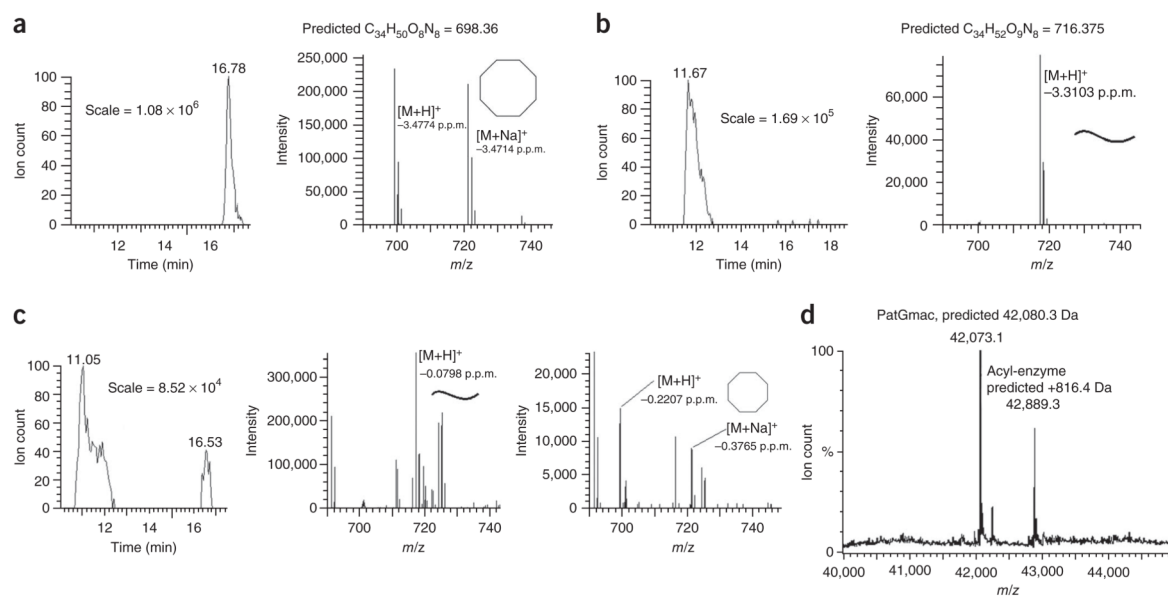 a
Predicted C34H50O8N8 = 698.36
16.78
Scale = 1.08 × 10^6
100
80
60
40
20
0
Ion count
12 14 16
Time (min)
250,000
200,000
150,000
100,000
50,000
0
Intensity
[M+H]+
–3.4774 p.p.m.
[M+Na]+
–3.4714 p.p.m.
700 720 740
m/z
b
Predicted C34H52O9N8 = 716.375
11.67
Scale = 1.69 × 10^5
100
80
60
40
20
0
Ion count
12 14 16 18
Time (min)
60,000
40,000
20,000
0
Intensity
[M+H]+
–3.3103 p.p.m.
700 720 740
m/z
c
11.05
Scale = 8.52 × 10^4
16.53
100
80
60
40
20
0
Ion count
12 14 16
Time (min)
300,000
200,000
100,000
0
Intensity
[M+H]+
–0.0798 p.p.m.
700 720 740
m/z
20,000
15,000
10,000
5,000
0
Intensity
[M+H]+
–0.2207 p.p.m.
[M+Na]+
–0.3765 p.p.m.
700 720 740
m/z
d
PatGmac, predicted 42,080.3 Da
42,073.1
Acyl-enzyme
predicted +816.4 Da
42,889.3
100
%
0
Ion count
40,000 41,000 42,000 43,000 44,000
m/z